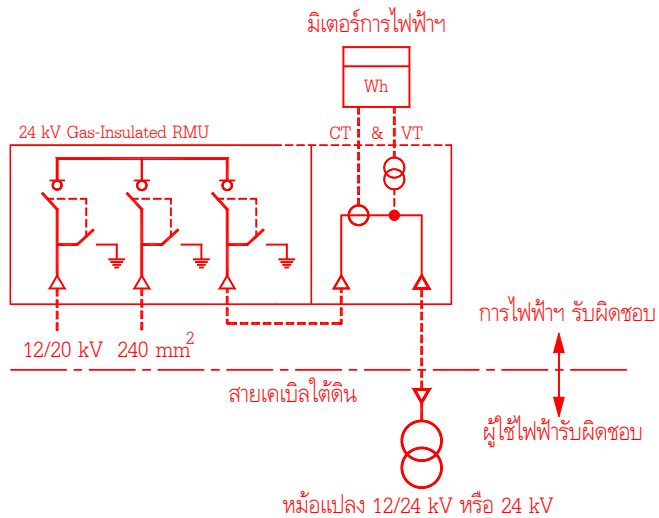 มิเตอร์การไฟฟ้าฯ
Wh
24 kV Gas-Insulated RMU
CT & VT
การไฟฟ้าฯ รับผิดชอบ
12/20 kV 240 mm²
สายเคเบิลใต้ดิน
ผู้ใช้ไฟฟ้ารับผิดชอบ
หม้อแปลง 12/24 kV หรือ 24 kV